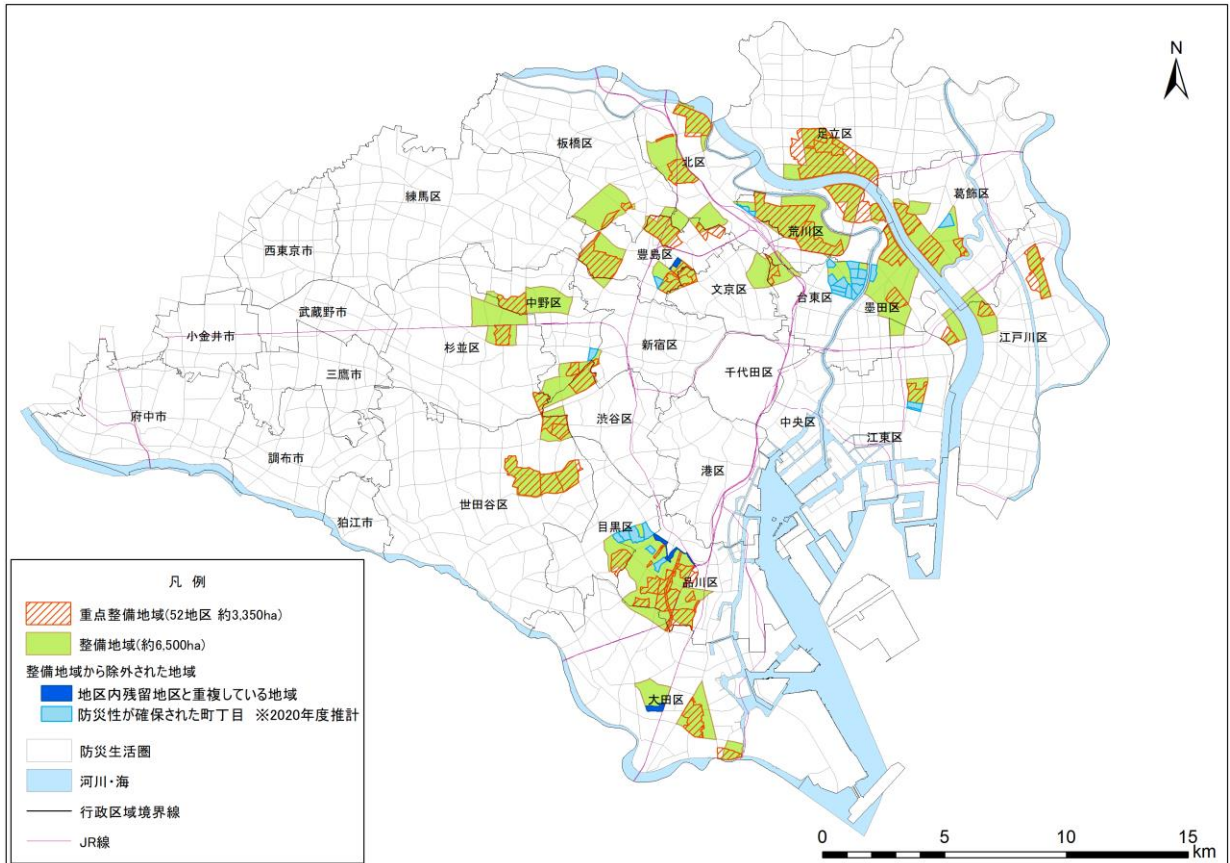 N
足立区
板橋区
北区
葛飾区
練馬区
荒川区
西東京市
豊島区
文京区
台東区
墨田区
中野区
武蔵野市
小金井市
杉並区
新宿区
江戸川区
千代田区
三鷹市
府中市
渋谷区
中央区
江東区
調布市
港区
世田谷区
狛江市
目黒区
品川区
大田区
凡 例
重点整備地域(52地区 約3,350ha)
整備地域(約6,500ha)
整備地域から除外された地域
地区内残留地区と重複している地域
防災性が確保された町丁目 ※2020年度推計
防災生活圏
河川・海
行政区域境界線
JR線
0 5 10 15
km